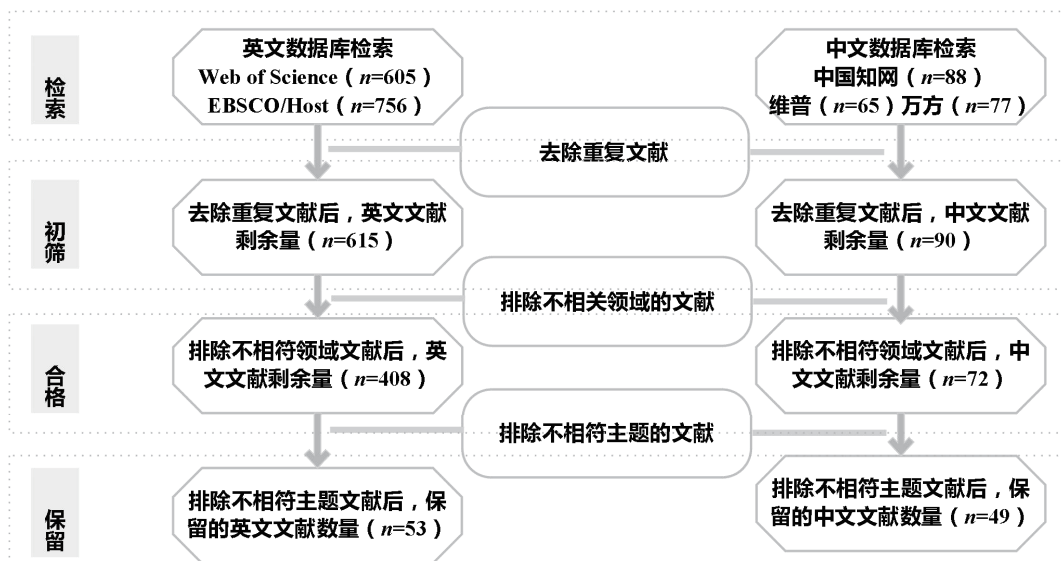 检索
英文数据库检索
Web of Science（n=605）
EBSCO/Host（n=756）
中文数据库检索
中国知网（n=88）
维普（n=65）万方（n=77）
去除重复文献
初筛
去除重复文献后，英文文献
剩余量（n=615）
去除重复文献后，中文文献
剩余量（n=90）
排除不相关领域的文献
合格
排除不相符领域文献后，英
文文献剩余量（n=408）
排除不相符领域文献后，中
文文献剩余量（n=72）
排除不相符主题的文献
保留
排除不相符主题文献后，保
留的英文文献数量（n=53）
排除不相符主题文献后，保
留的中文文献数量（n=49）